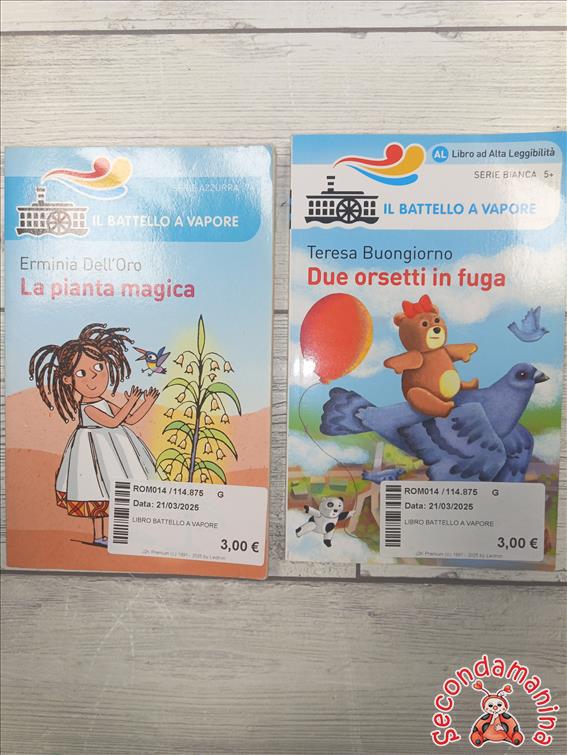 SERIE AZZURRA
IL BATTELLO A VAPORE
Erminia Dell'Oro
La pianta magica
ROM014 / 114.875 G
Data: 21/03/2025
LIBRO BATTELLO A VAPORE
3,00 €
AL Libro ad Alta Leggibilità
SERIE BIANCA 5+
IL BATTELLO A VAPORE
Teresa Buongiorno
Due orsetti in fuga
ROM014 / 114.875 G
Data: 21/03/2025
LIBRO BATTELLO A VAPORE
3,00 €
secondamanina